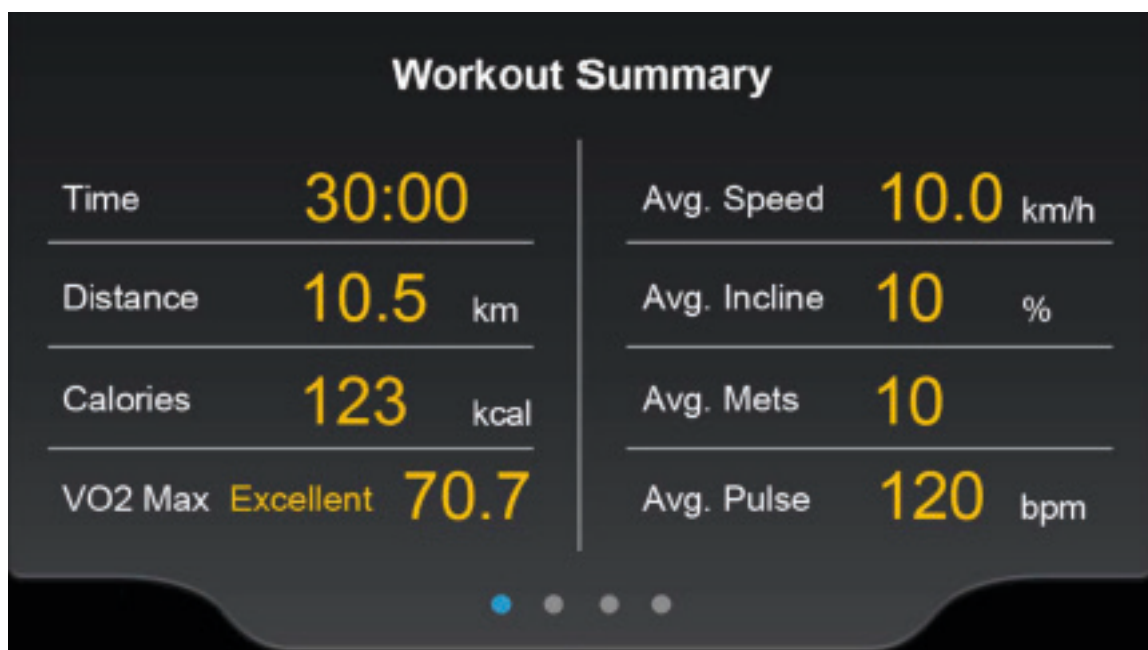 Workout Summary
Time 30:00
Distance 10.5 km
Calories 123 kcal
VO2 Max Excellent 70.7
Avg. Speed 10.0 km/h
Avg. Incline 10 %
Avg. Mets 10
Avg. Pulse 120 bpm